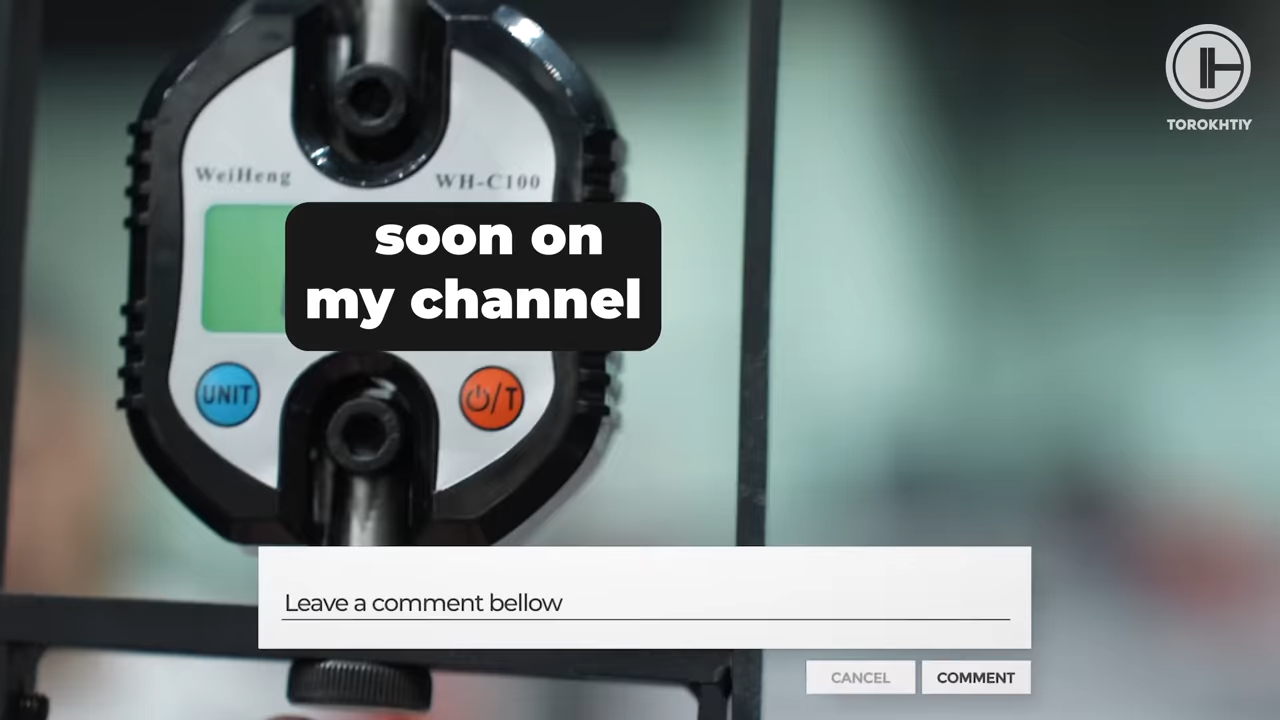 TOROKHTIY
WeiHeng
WH-C100
soon on
my channel
UNIT
/T
Leave a comment bellow
CANCEL
COMMENT